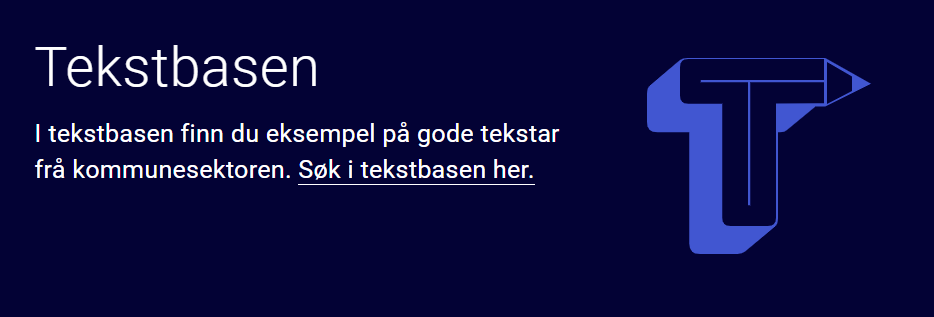 Tekstbasen
I tekstbasen finn du eksempel på gode tekstar
frå kommunesektoren. Søk i tekstbasen her.